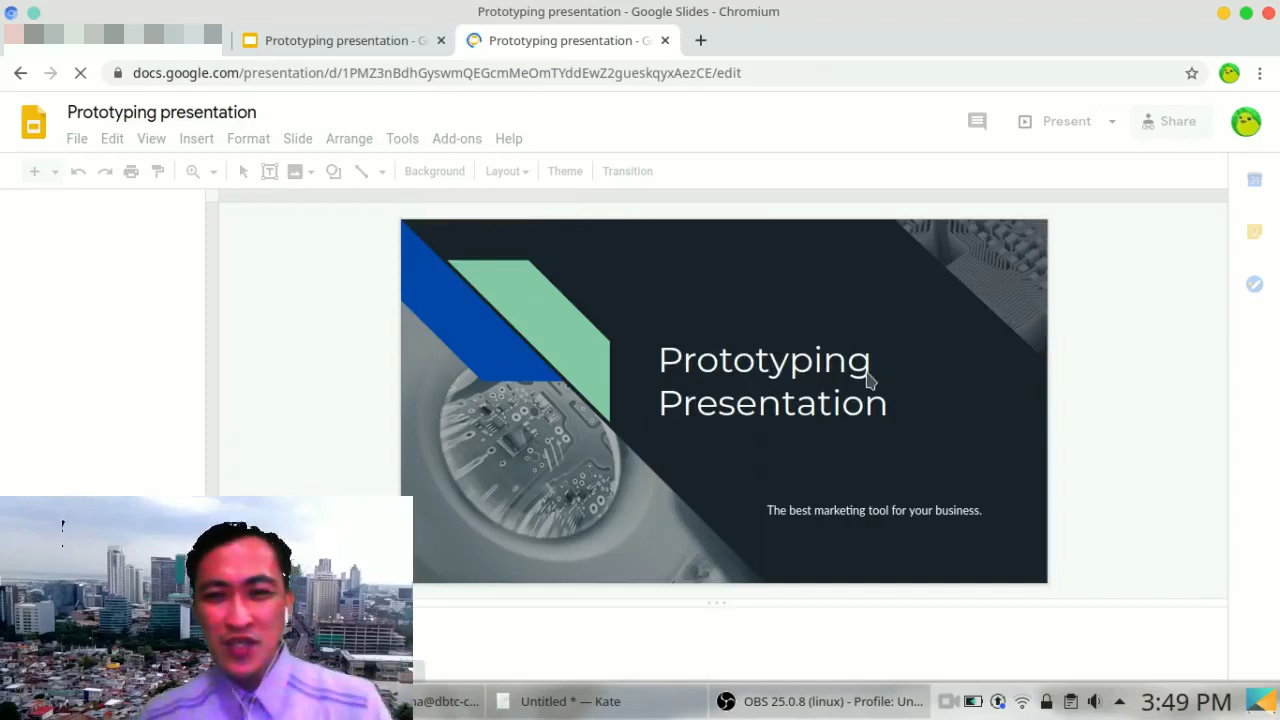 Prototyping presentation - Google Slides - Chromium
Prototyping presentation - G
Prototyping presentation - G
docs.google.com/presentation/d/1PMZ3nBdhGyswmQEGcmMeOmTYddEwZ2gueskqyxAezCE/edit
Prototyping presentation
File Edit View Insert Format Slide Arrange Tools Add-ons Help
Present
Share
Background Layout Theme Transition
Prototyping
Presentation
The best marketing tool for your business.
na@dbtc-c...
Untitled * — Kate
OBS 25.0.8 (linux) - Profile: Un...
3:49 PM